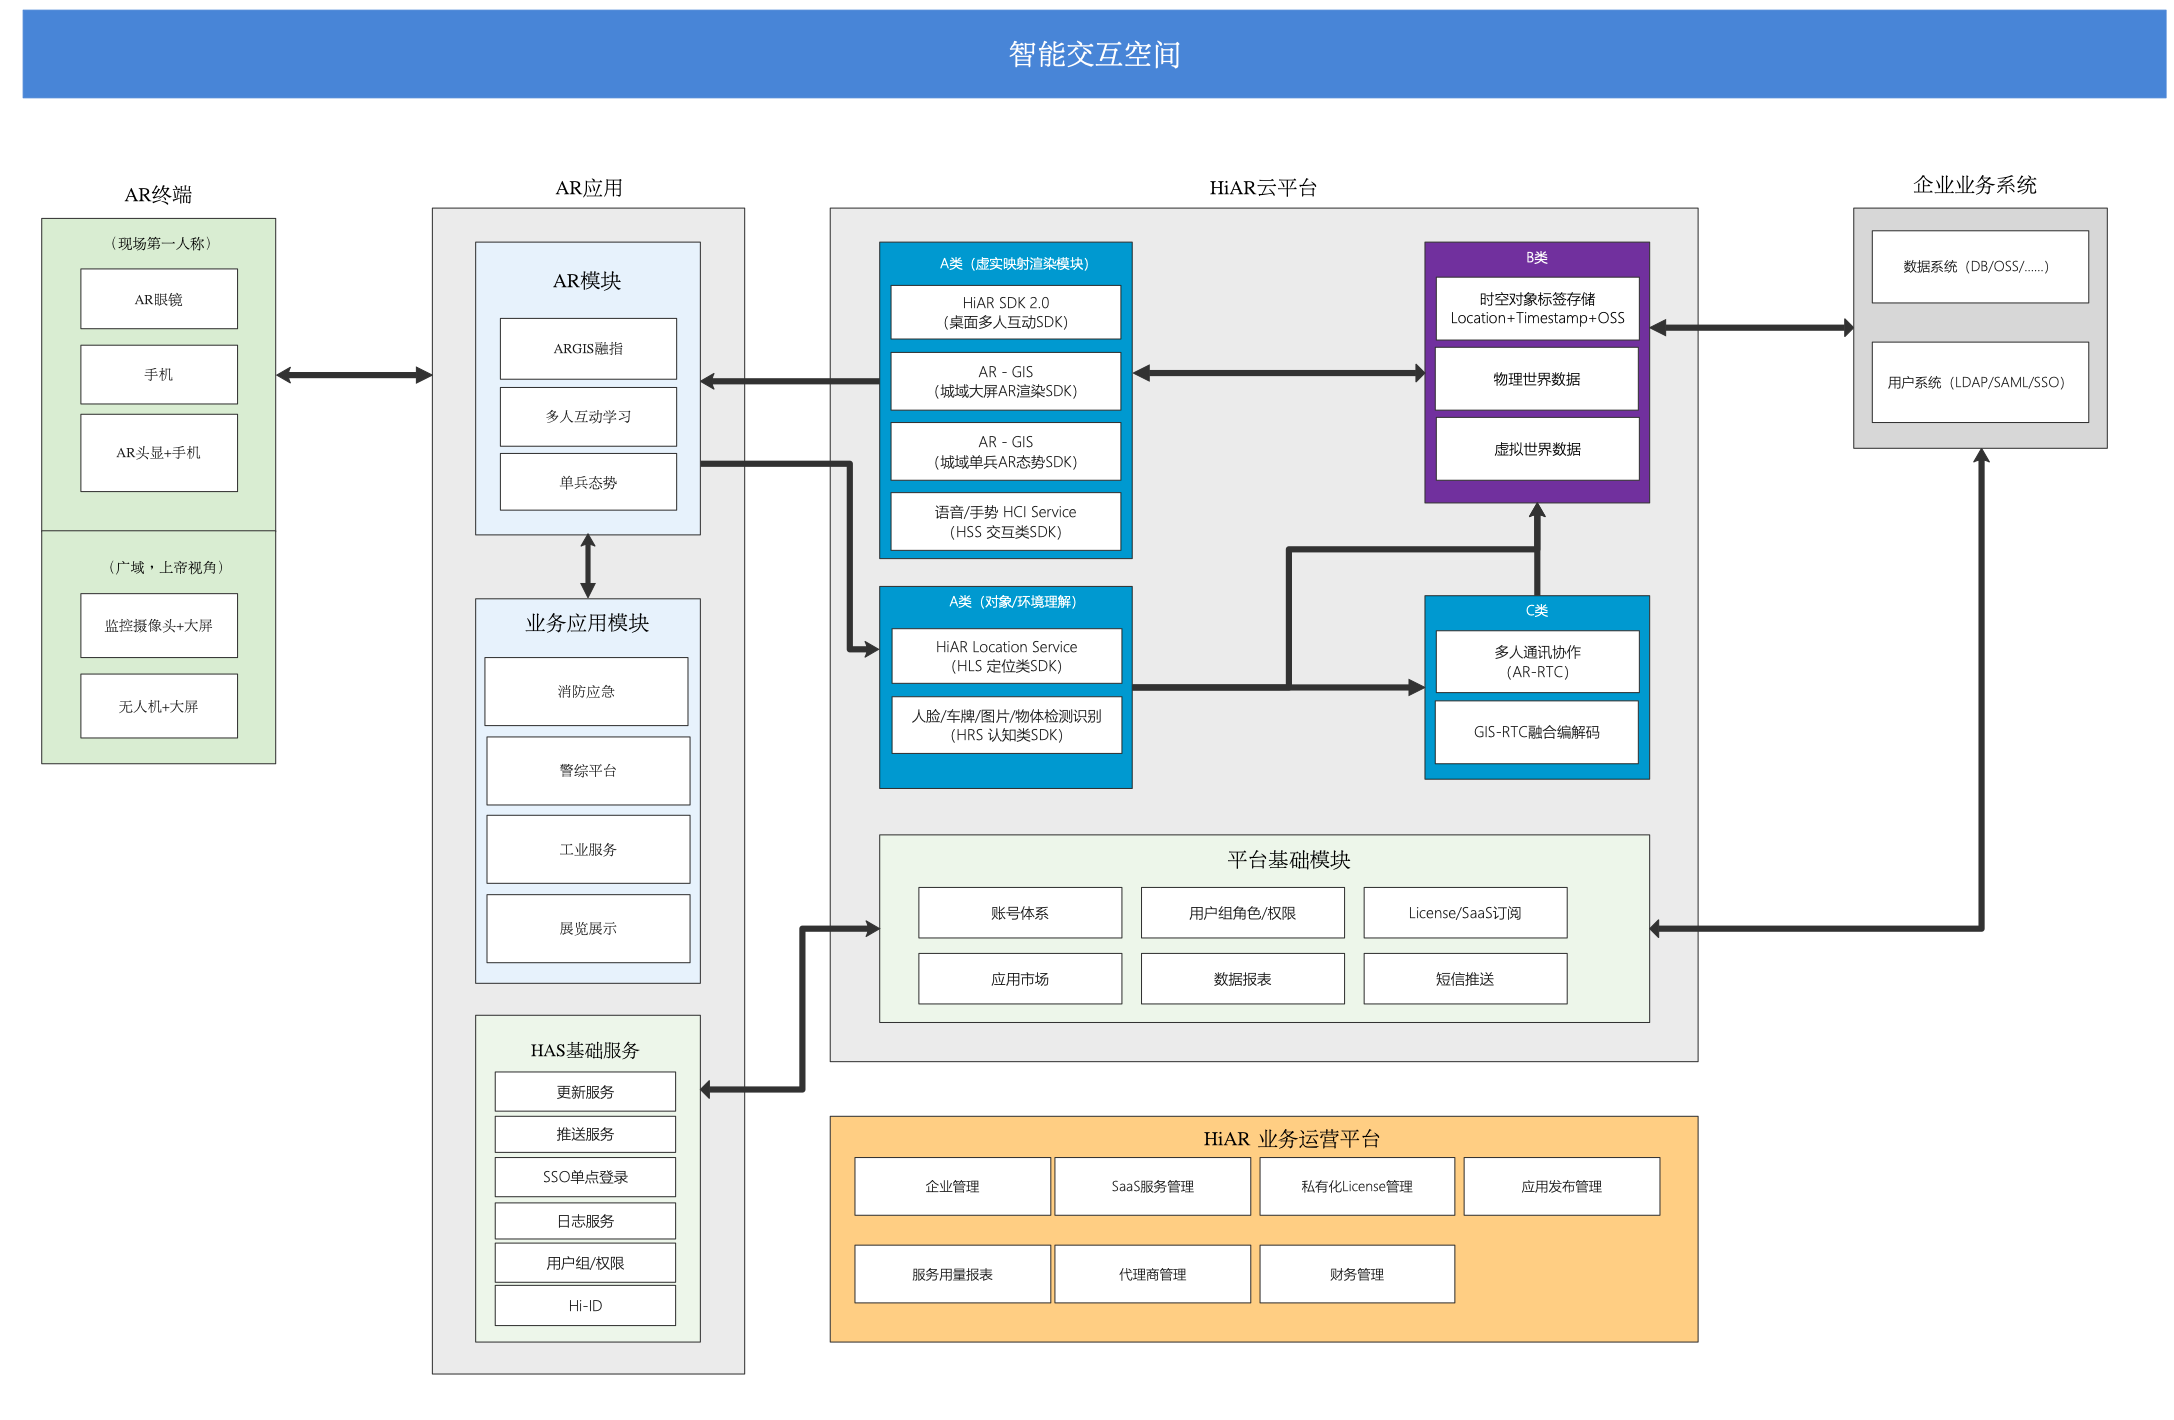 智能交互空间
AR终端
（现场第一人称）
AR眼镜
手机
AR头显+手机
（广域，上帝视角）
监控摄像头+大屏
无人机+大屏
AR应用
AR模块
ARGIS融指
多人互动学习
单兵态势
业务应用模块
消防应急
警综平台
工业服务
展览展示
HAS基础服务
更新服务
推送服务
SSO单点登录
日志服务
用户组/权限
Hi-ID
HiAR云平台
A类（虚实映射渲染模块）
HiAR SDK 2.0
（桌面多人互动SDK）
AR - GIS
（城域大屏AR渲染SDK）
AR - GIS
（城域单兵AR态势SDK）
语音/手势 HCI Service
（HSS 交互类SDK）
A类（对象/环境理解）
HiAR Location Service
（HLS 定位类SDK）
人脸/车牌/图片/物体检测识别
（HRS 认知类SDK）
B类
时空对象标签存储
Location+Timestamp+OSS
物理世界数据
虚拟世界数据
C类
多人通讯协作
（AR-RTC）
GIS-RTC融合编解码
平台基础模块
账号体系
用户组角色/权限
License/SaaS订阅
应用市场
数据报表
短信推送
HiAR 业务运营平台
企业管理
SaaS服务管理
私有化License管理
应用发布管理
服务用量报表
代理商管理
财务管理
企业业务系统
数据系统（DB/OSS/......）
用户系统（LDAP/SAML/SSO）